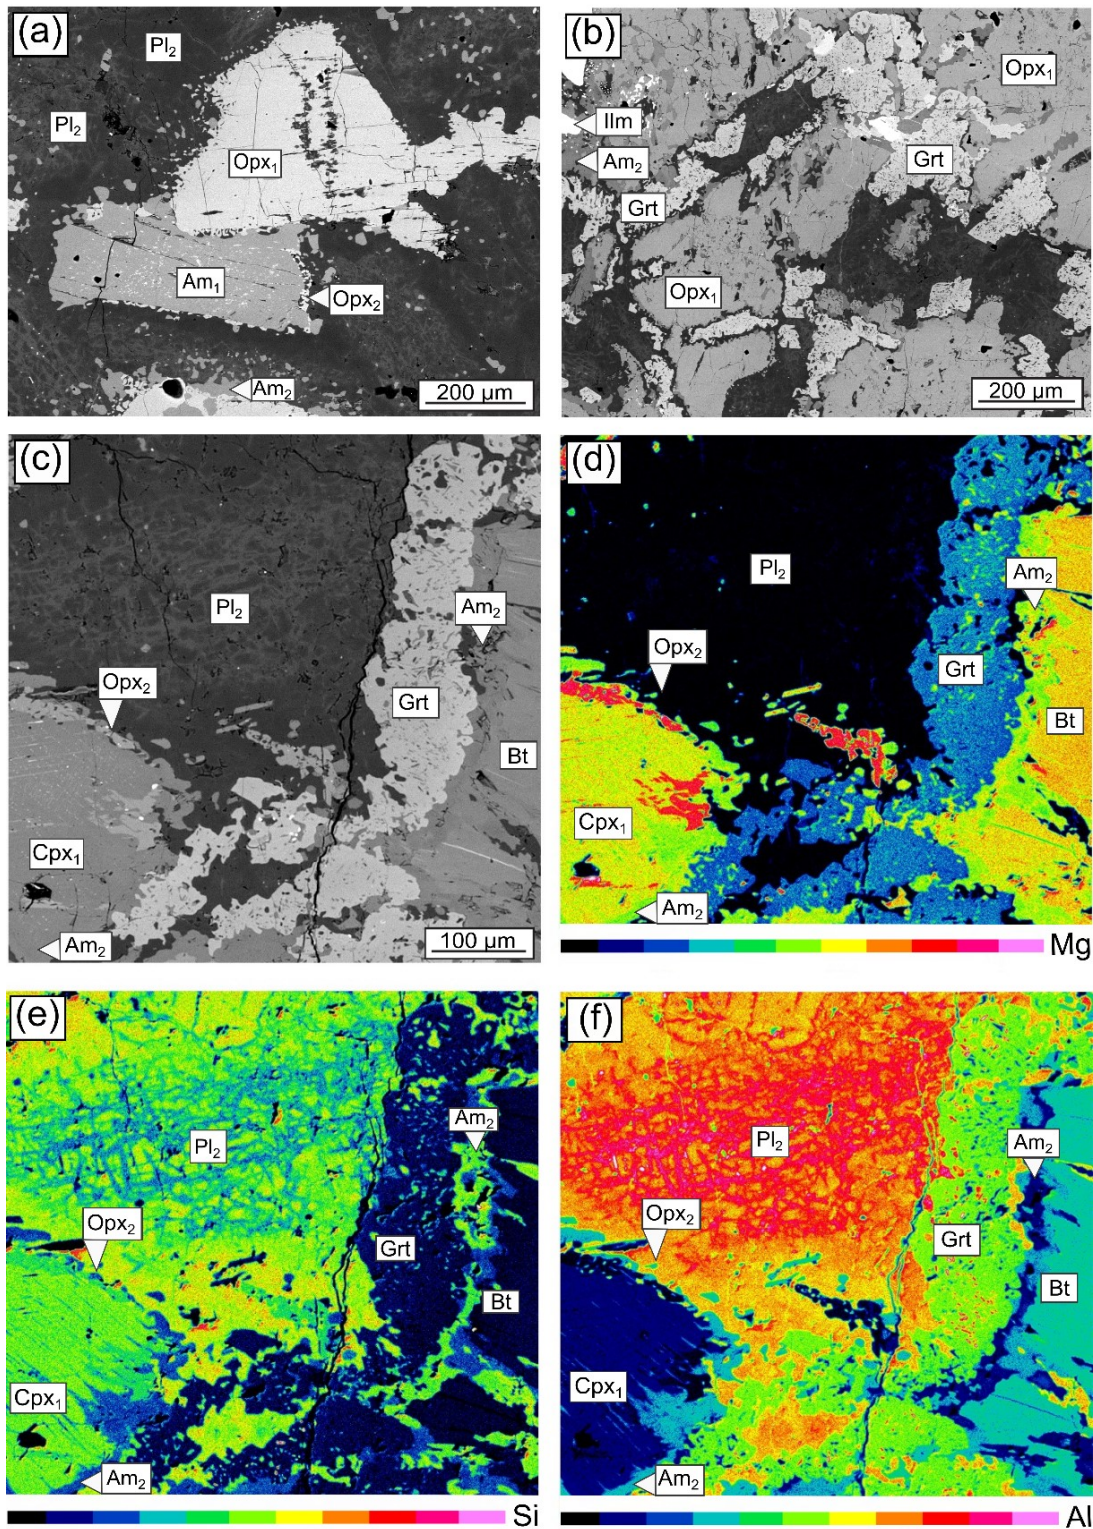 (a)
Pl₂
Pl₂
Opx₁
Am₁
Opx₂
Am₂
200 µm
(b)
Opx₁
Ilm
Am₂
Grt
Grt
Opx₁
200 µm
(c)
Pl₂
Am₂
Opx₂
Grt
Bt
Cpx₁
Am₂
100 µm
(d)
Pl₂
Am₂
Opx₂
Grt
Bt
Cpx₁
Am₂
Mg
(e)
Am₂
Pl₂
Opx₂
Grt
Bt
Cpx₁
Am₂
Si
(f)
Pl₂
Am₂
Opx₂
Grt
Bt
Cpx₁
Am₂
Al